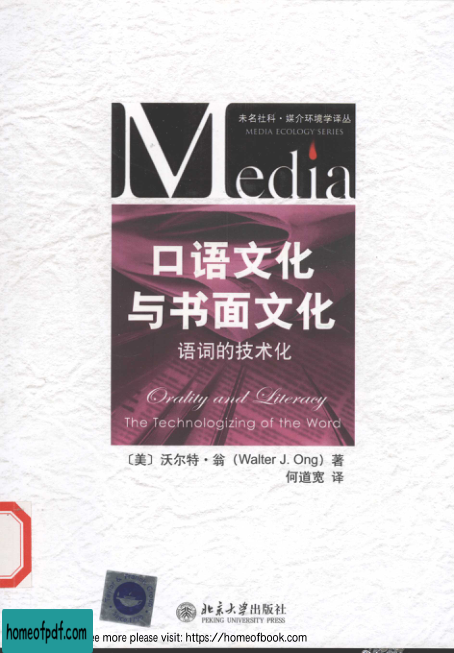 未名社科·媒介环境学译丛
MEDIA ECOLOGY SERIES
Media
口语文化
与书面文化
语词的技术化
Orality and Literacy
The Technologizing of the Word
〔美〕沃尔特·翁（Walter J. Ong）著
何道宽 译
北京大学出版社
PEKING UNIVERSITY PRESS
homeofpdf.com
ee more please visit: https://homeofbook.com